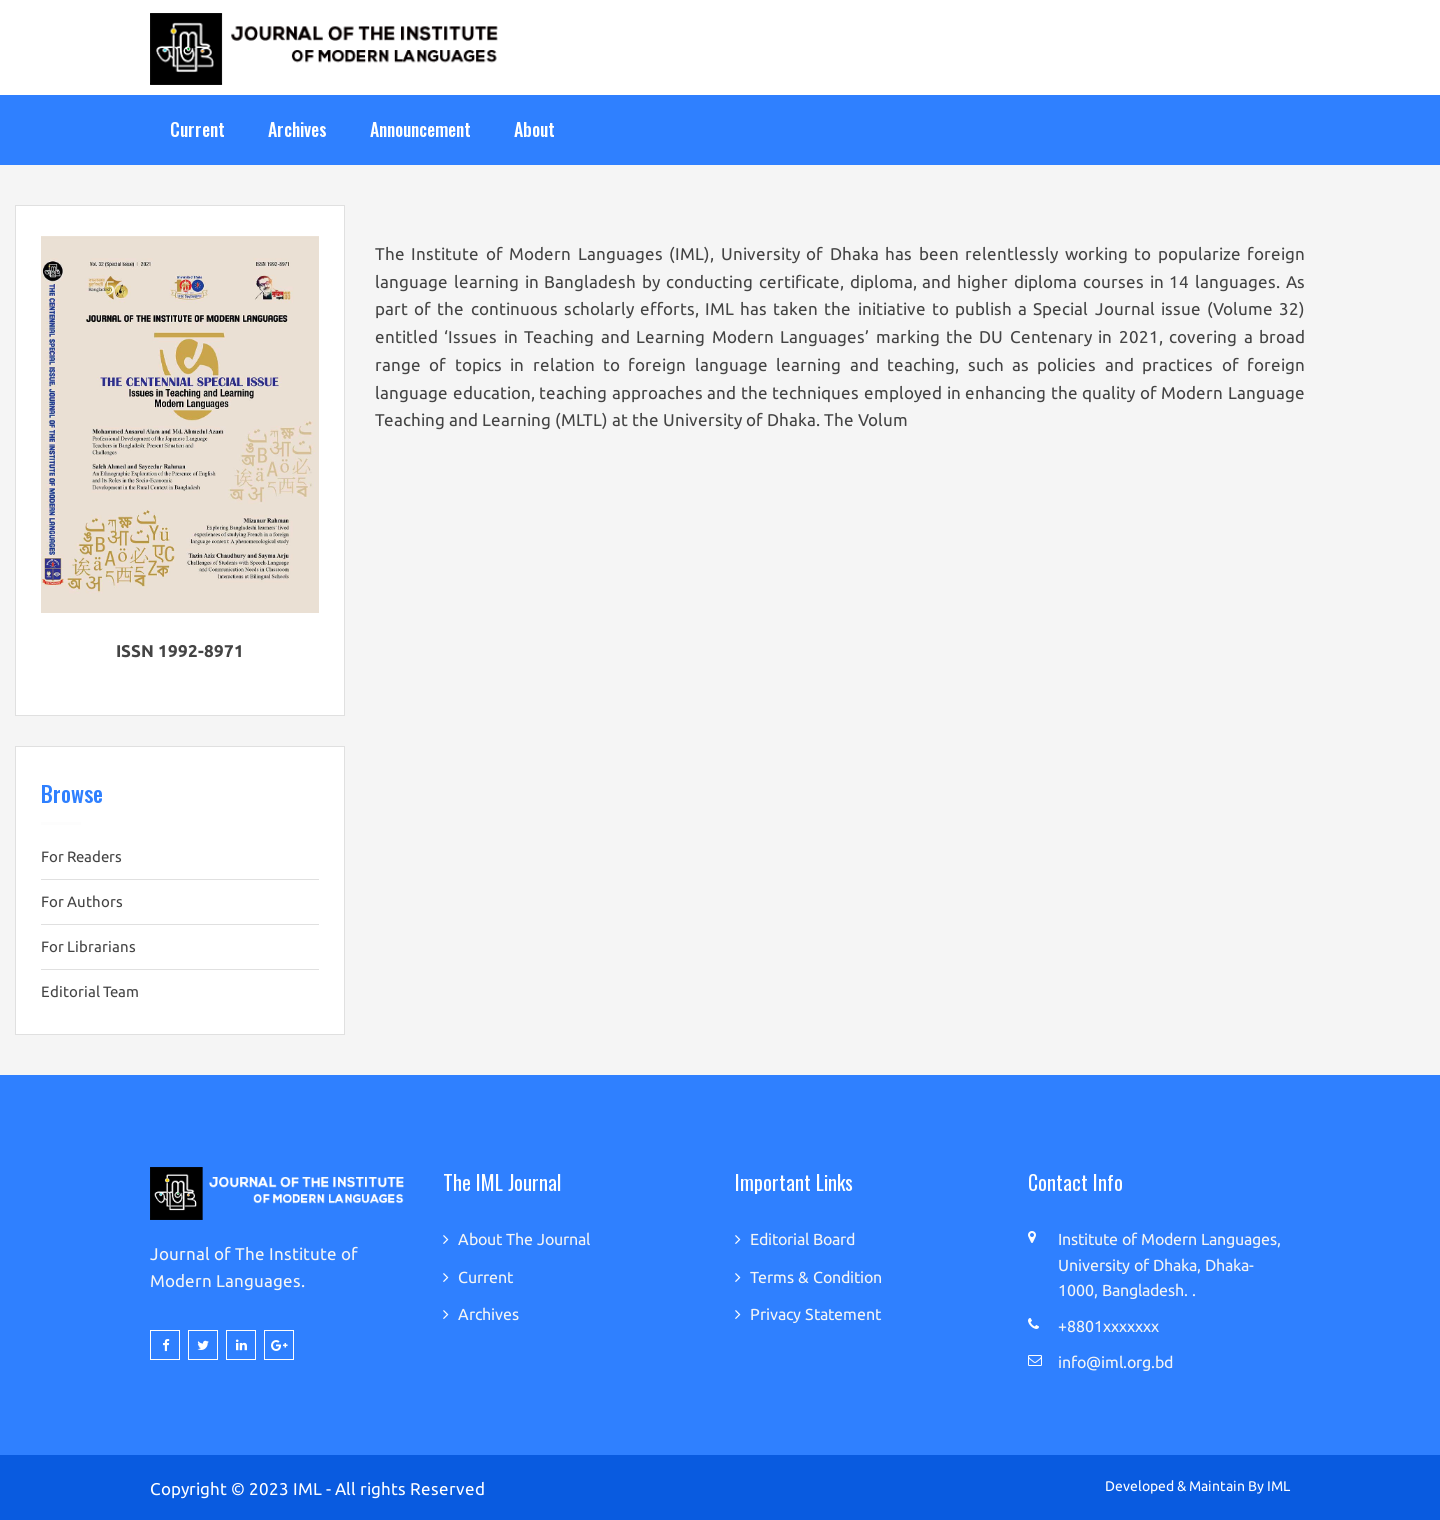 JOURNAL OF THE INSTITUTE
OF MODERN LANGUAGES
Current
Archives
Announcement
About
Vol. 32 (Special Issue) | 2021
ISSN 1992-8971
JOURNAL OF THE INSTITUTE OF MODERN LANGUAGES
THE CENTENNIAL SPECIAL ISSUE
Issues in Teaching and Learning
Modern Languages
Mohammed Ansarul Alam and Md. Ahmedul Azam
Professional Development of the Japanese Language
Teachers in Bangladesh: Present Situation and
Challenges
Saleh Ahmed and Sayeedur Rahman
An Ethnographic Exploration of the Presence of English
and Its Roles in the Socio-Economic
Development in the Rural Context in Bangladesh
Mizanur Rahman
Exploring Bangladeshi learners' lived
experiences of studying French in a foreign
language context: A phenomenological study
Tazin Aziz Chaudhury and Sayma Arju
Challenges of Students with Speech-Language
and Communication Needs in Classroom
Interactions at Bilingual Schools
THE CENTENNIAL SPECIAL ISSUE JOURNAL OF THE INSTITUTE OF MODERN LANGUAGES
ISSN 1992-8971
The Institute of Modern Languages (IML), University of Dhaka has been relentlessly working to popularize foreign
language learning in Bangladesh by conducting certificate, diploma, and higher diploma courses in 14 languages. As
part of the continuous scholarly efforts, IML has taken the initiative to publish a Special Journal issue (Volume 32)
entitled ‘Issues in Teaching and Learning Modern Languages’ marking the DU Centenary in 2021, covering a broad
range of topics in relation to foreign language learning and teaching, such as policies and practices of foreign
language education, teaching approaches and the techniques employed in enhancing the quality of Modern Language
Teaching and Learning (MLTL) at the University of Dhaka. The Volum
Browse
For Readers
For Authors
For Librarians
Editorial Team
JOURNAL OF THE INSTITUTE
OF MODERN LANGUAGES
Journal of The Institute of
Modern Languages.
The IML Journal
About The Journal
Current
Archives
Important Links
Editorial Board
Terms & Condition
Privacy Statement
Contact Info
Institute of Modern Languages,
University of Dhaka, Dhaka-
1000, Bangladesh. .
+8801xxxxxxx
info@iml.org.bd
Copyright © 2023 IML - All rights Reserved
Developed & Maintain By IML